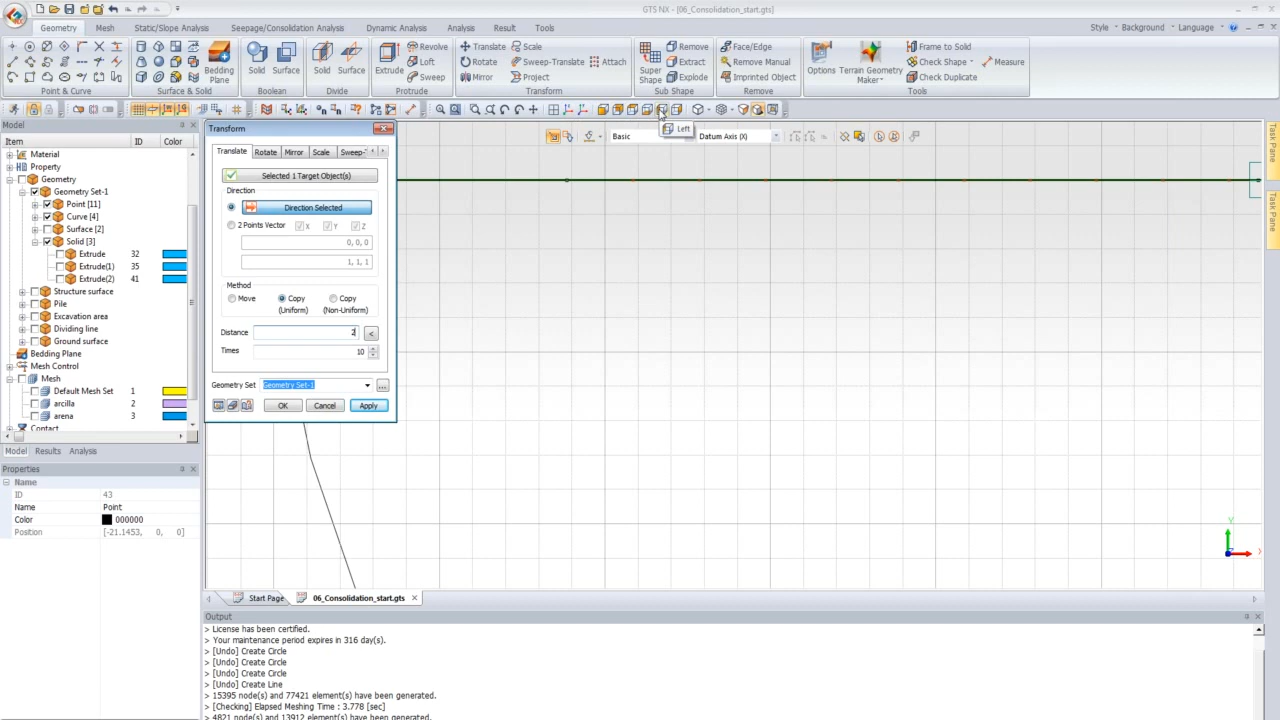 GTS NX - [06_Consolidation_start.gts]
Geometry Mesh Static/Slope Analysis Seepage/Consolidation Analysis Dynamic Analysis Analysis Result Tools
Style Background Language
Bedding Plane
Solid Surface
Solid Surface
Extrude Revolve Loft Sweep
Translate Scale
Rotate Sweep-Translate Attach
Mirror Project
Super Shape Remove Extract Explode
Face/Edge
Remove Manual
Imprinted Object
Options Terrain Geometry Maker
Frame to Solid
Check Shape Measure
Check Duplicate
Point & Curve Surface & Solid Boolean Divide Protrude Transform Sub Shape Remove Tools
Left
Basic
Datum Axis (X)
Model
Item ID Color
Material
Property
Geometry
Geometry Set-1
Point [11]
Curve [4]
Surface [2]
Solid [3]
Extrude 32
Extrude(1) 35
Extrude(2) 41
Structure surface
Pile
Excavation area
Dividing line
Ground surface
Bedding Plane
Mesh Control
Mesh
Default Mesh Set 1
arcilla 2
arena 3
Contact
Model Results Analysis
Properties
Name
ID 43
Name Point
Color 000000
Position [-21.1453, 0, 0]
Transform
Translate Rotate Mirror Scale Sweep-
Selected 1 Target Object(s)
Direction
Direction Selected
2 Points Vector X Y Z
0, 0, 0
1, 1, 1
Method
Move Copy (Uniform) Copy (Non-Uniform)
Distance 2 <
Times 10
Geometry Set Geometry Set-1 ...
OK Cancel Apply
Task Pane
Task Pane
Y
X
Start Page 06_Consolidation_start.gts
Output
> License has been certified.
> Your maintenance period expires in 316 day(s).
> [Undo] Create Circle
> [Undo] Create Circle
> [Undo] Create Circle
> [Undo] Create Line
> 15395 node(s) and 77421 element(s) have been generated.
> [Checking] Elapsed Meshing Time : 3.778 [sec]
> 4821 node(s) and 13912 element(s) have been generated.